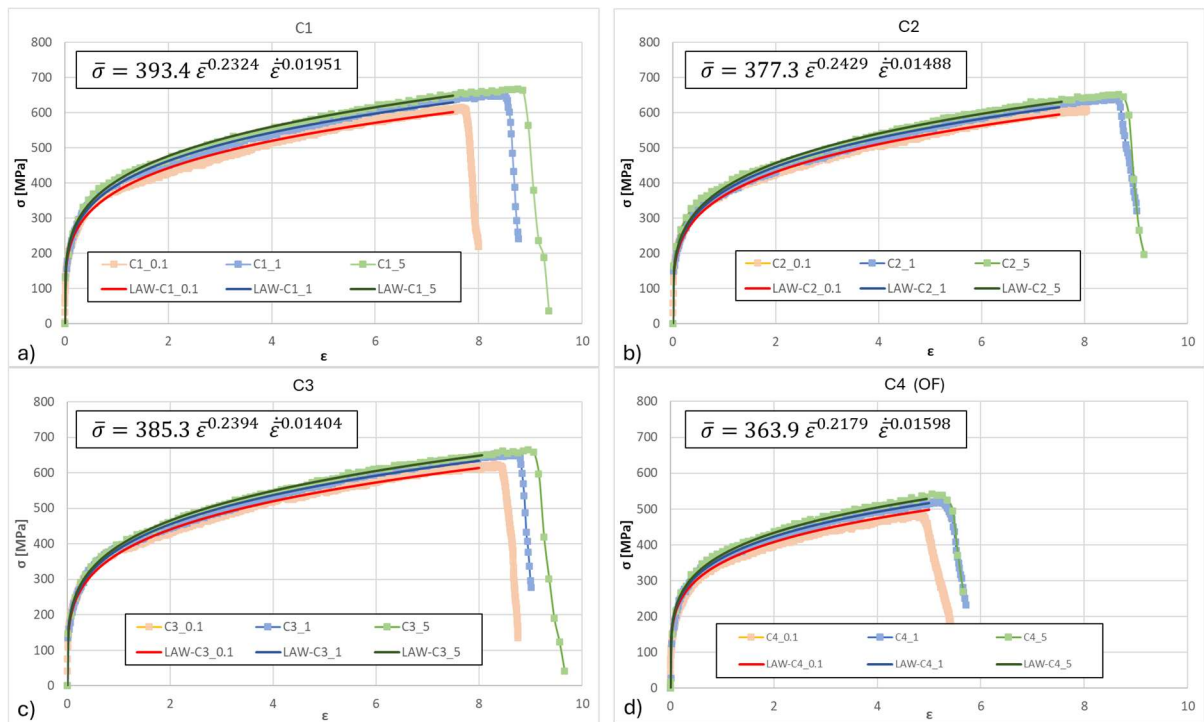 C1
σ̄ = 393.4 ε̄^0.2324 ε̄̇^0.01951
800
700
600
500
400
300
200
100
0
σ [MPa]
C1_0.1 C1_1 C1_5
LAW-C1_0.1 LAW-C1_1 LAW-C1_5
0 2 4 6 8 10
ε
a)
C2
σ̄ = 377.3 ε̄^0.2429 ε̄̇^0.01488
800
700
600
500
400
300
200
100
0
σ [MPa]
C2_0.1 C2_1 C2_5
LAW-C2_0.1 LAW-C2_1 LAW-C2_5
0 2 4 6 8 10
ε
b)
C3
σ̄ = 385.3 ε̄^0.2394 ε̄̇^0.01404
800
700
600
500
400
300
200
100
0
σ [MPa]
C3_0.1 C3_1 C3_5
LAW-C3_0.1 LAW-C3_1 LAW-C3_5
0 2 4 6 8 10
ε
c)
C4 (OF)
σ̄ = 363.9 ε̄^0.2179 ε̄̇^0.01598
800
700
600
500
400
300
200
100
0
σ [MPa]
C4_0.1 C4_1 C4_5
LAW-C4_0.1 LAW-C4_1 LAW-C4_5
0 2 4 6 8 10
ε
d)